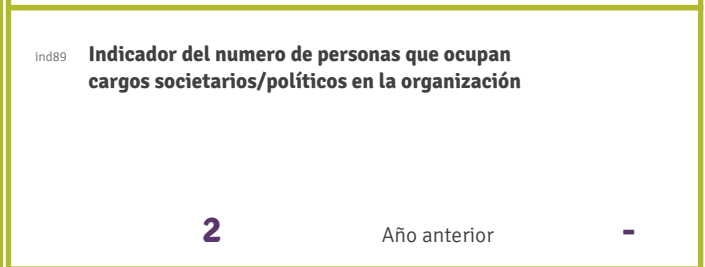 ind89 Indicador del numero de personas que ocupan
cargos societarios/políticos en la organización
2 Año anterior -